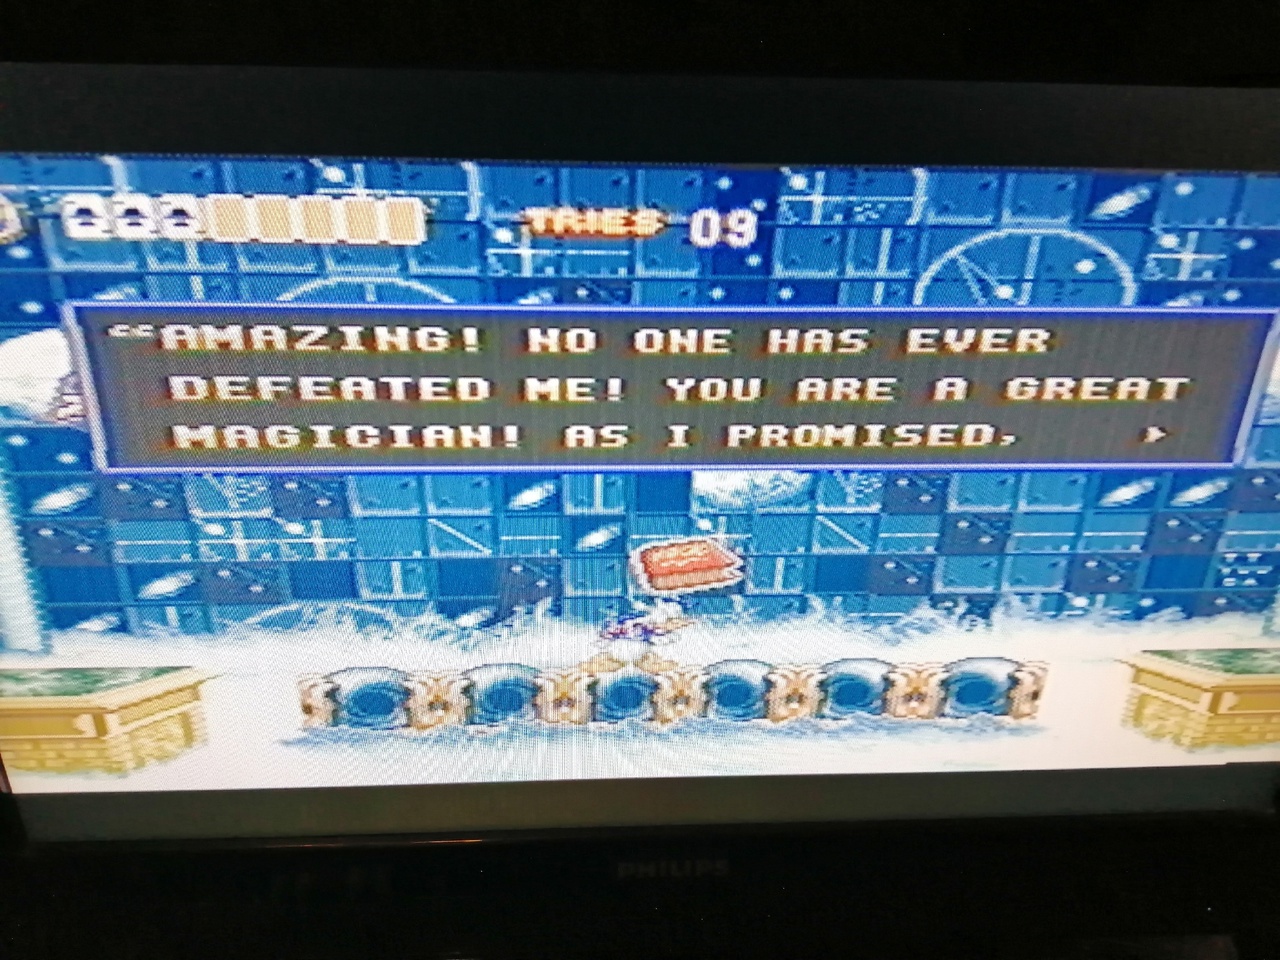 TRIES 09
“AMAZING! NO ONE HAS EVER
DEFEATED ME! YOU ARE A GREAT
MAGICIAN! AS I PROMISED,
PHILIPS